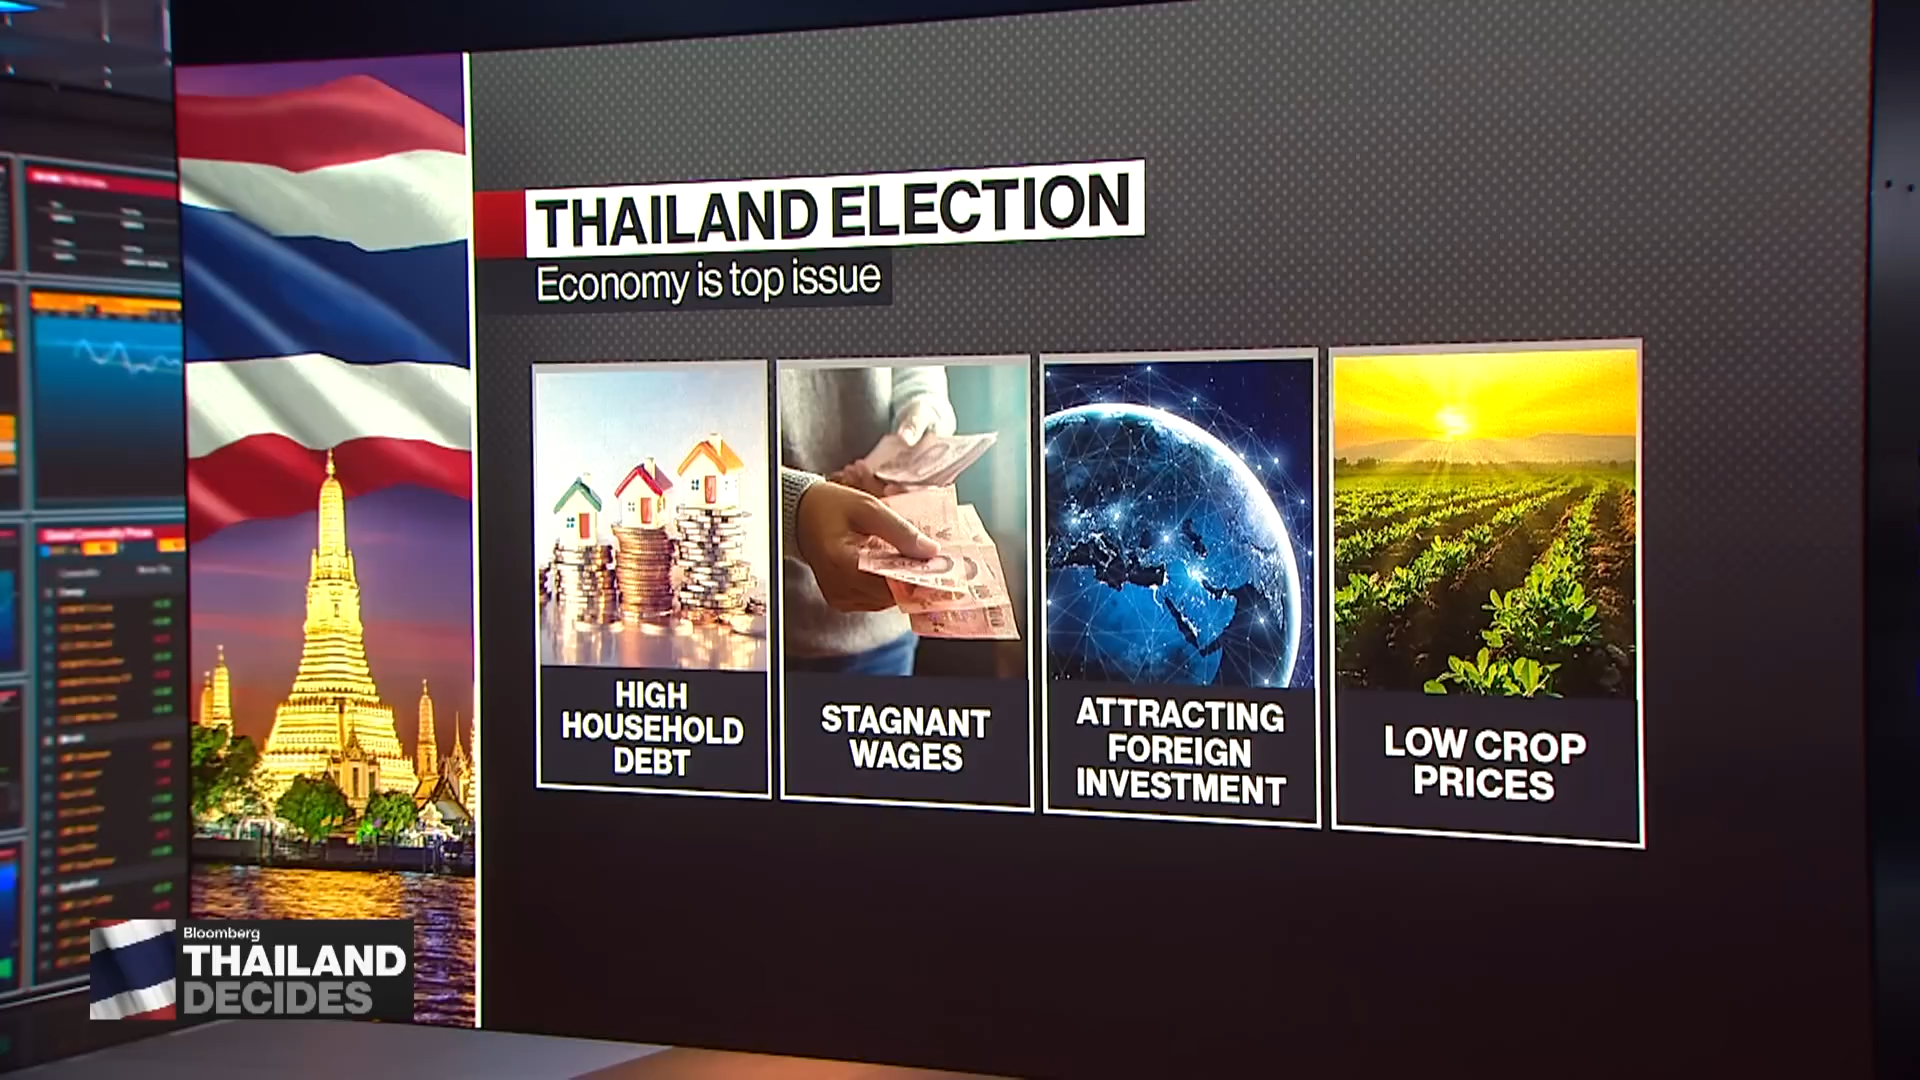 THAILAND ELECTION
Economy is top issue
HIGH
HOUSEHOLD
DEBT
STAGNANT
WAGES
ATTRACTING
FOREIGN
INVESTMENT
LOW CROP
PRICES
Bloomberg
THAILAND
DECIDES